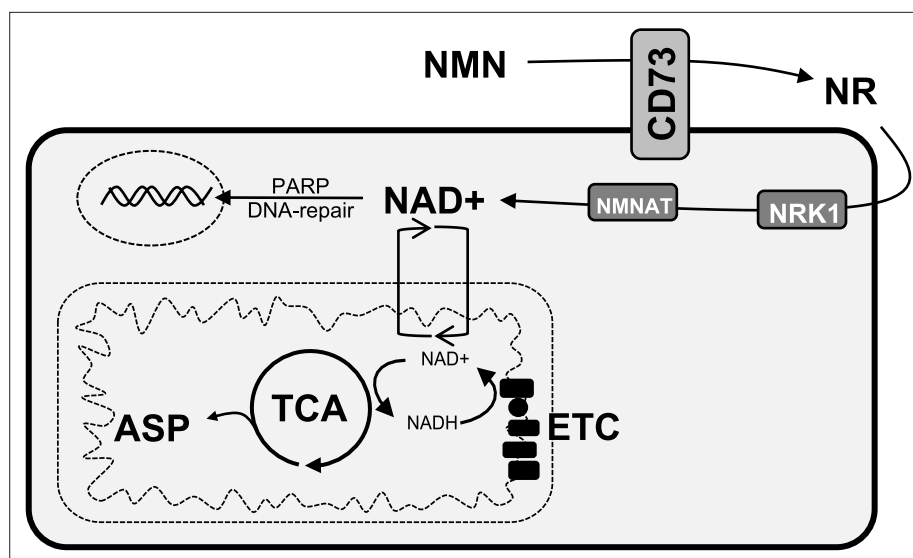 NMN
CD73
NR
PARP
DNA-repair
NAD+
NMNAT
NRK1
NAD+
TCA
NADH
ASP
ETC